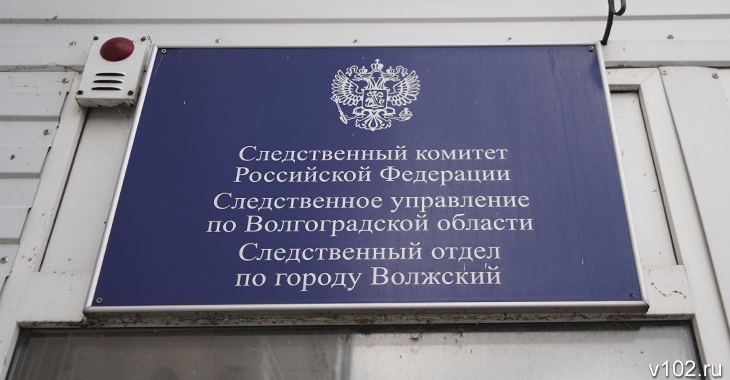 Следственный комитет
Российской Федерации
Следственное управление
по Волгоградской области
Следственный отдел
по городу Волжский
v102.ru